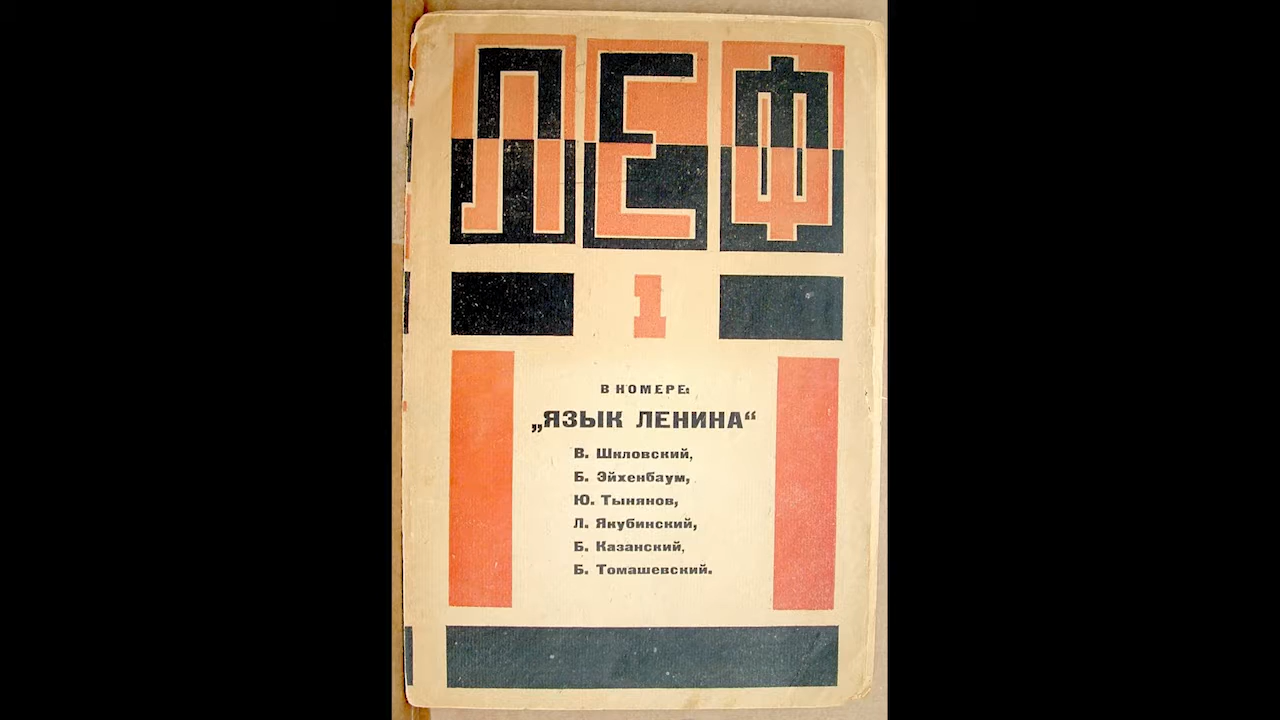 ЛЕФ
1
В НОМЕРЕ:
„ЯЗЫК ЛЕНИНА“
В. Шкловский,
Б. Эйхенбаум,
Ю. Тынянов,
Л. Якубинский,
Б. Казанский,
Б. Томашевский.